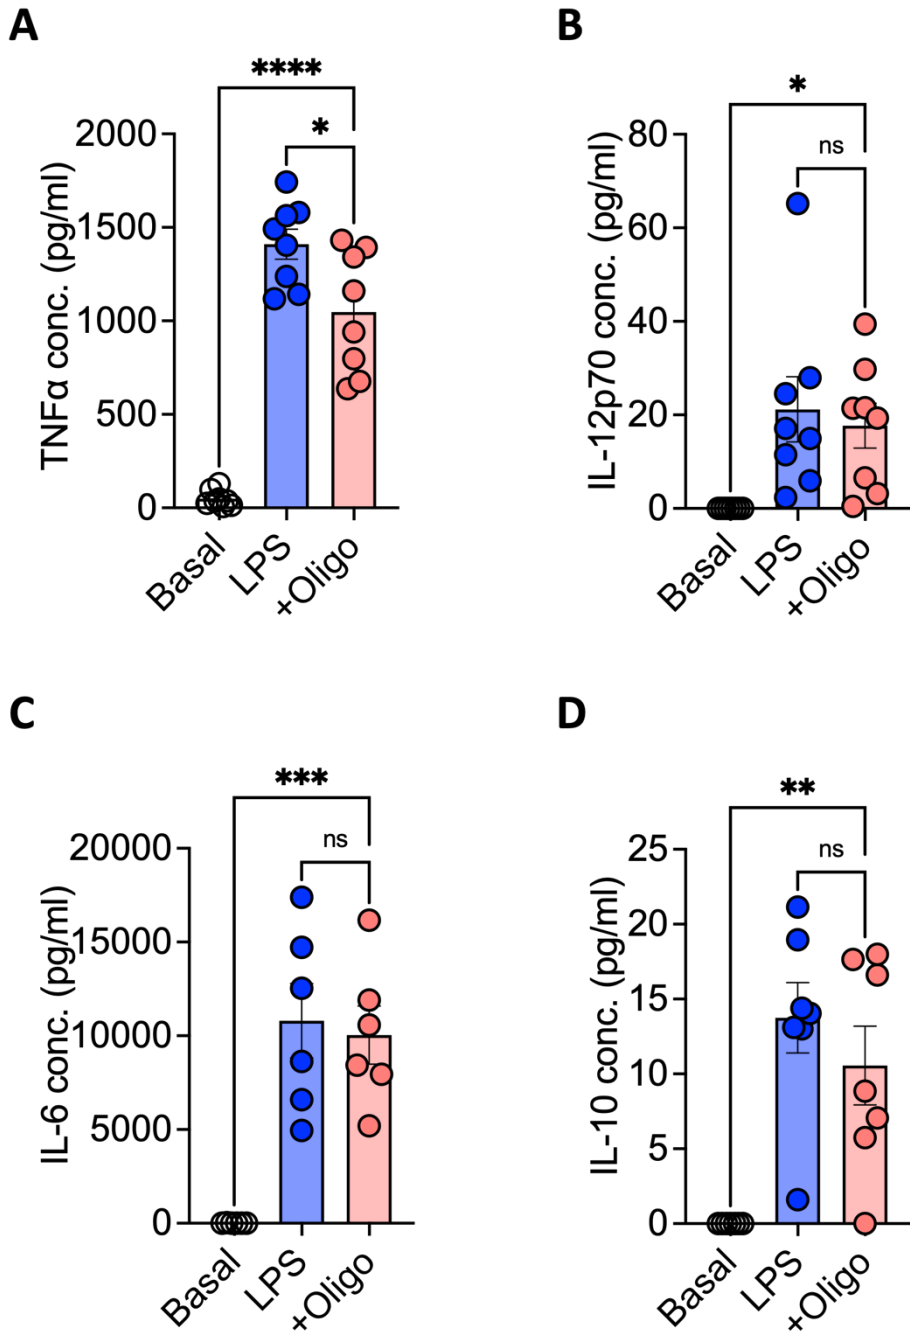 A
****
*
2000
1500
1000
500
0
TNFα conc. (pg/ml)
Basal
LPS
+Oligo
B
*
ns
80
60
40
20
0
IL-12p70 conc. (pg/ml)
Basal
LPS
+Oligo
C
***
ns
20000
15000
10000
5000
0
IL-6 conc. (pg/ml)
Basal
LPS
+Oligo
D
**
ns
25
20
15
10
5
0
IL-10 conc. (pg/ml)
Basal
LPS
+Oligo